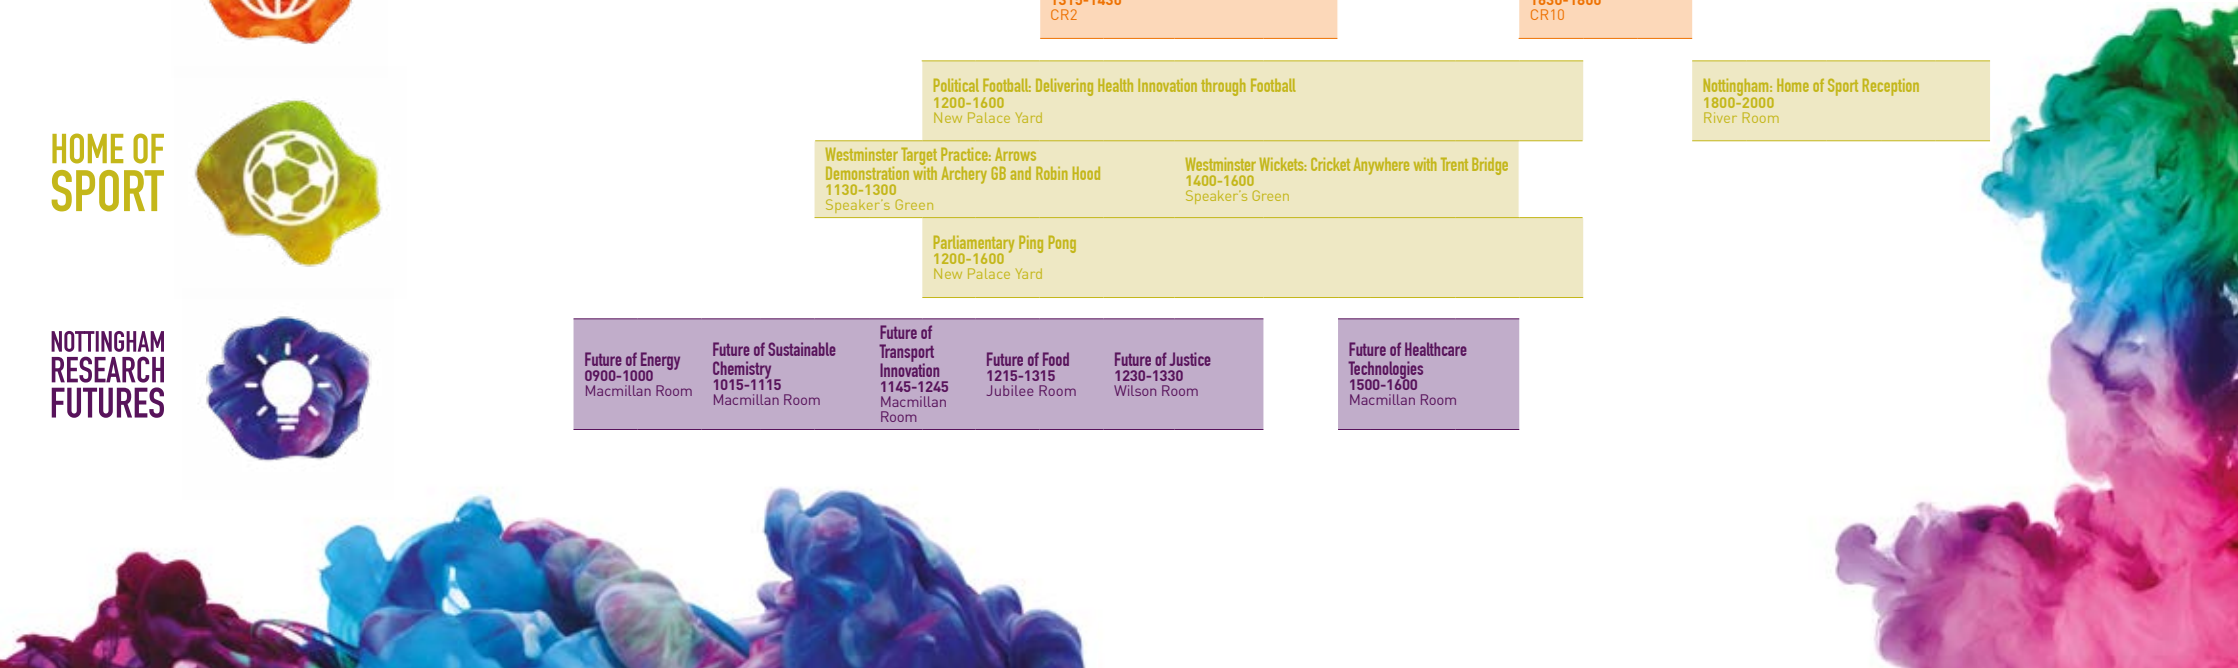 1315-1430
CR2
1630-1800
CR10
HOME OF
SPORT
Political Football: Delivering Health Innovation through Football
1200-1600
New Palace Yard
Nottingham: Home of Sport Reception
1800-2000
River Room
Westminster Target Practice: Arrows
Demonstration with Archery GB and Robin Hood
1130-1300
Speaker's Green
Westminster Wickets: Cricket Anywhere with Trent Bridge
1400-1600
Speaker's Green
Parliamentary Ping Pong
1200-1600
New Palace Yard
NOTTINGHAM
RESEARCH
FUTURES
Future of Energy
0900-1000
Macmillan Room
Future of Sustainable
Chemistry
1015-1115
Macmillan Room
Future of
Transport
Innovation
1145-1245
Macmillan
Room
Future of Food
1215-1315
Jubilee Room
Future of Justice
1230-1330
Wilson Room
Future of Healthcare
Technologies
1500-1600
Macmillan Room